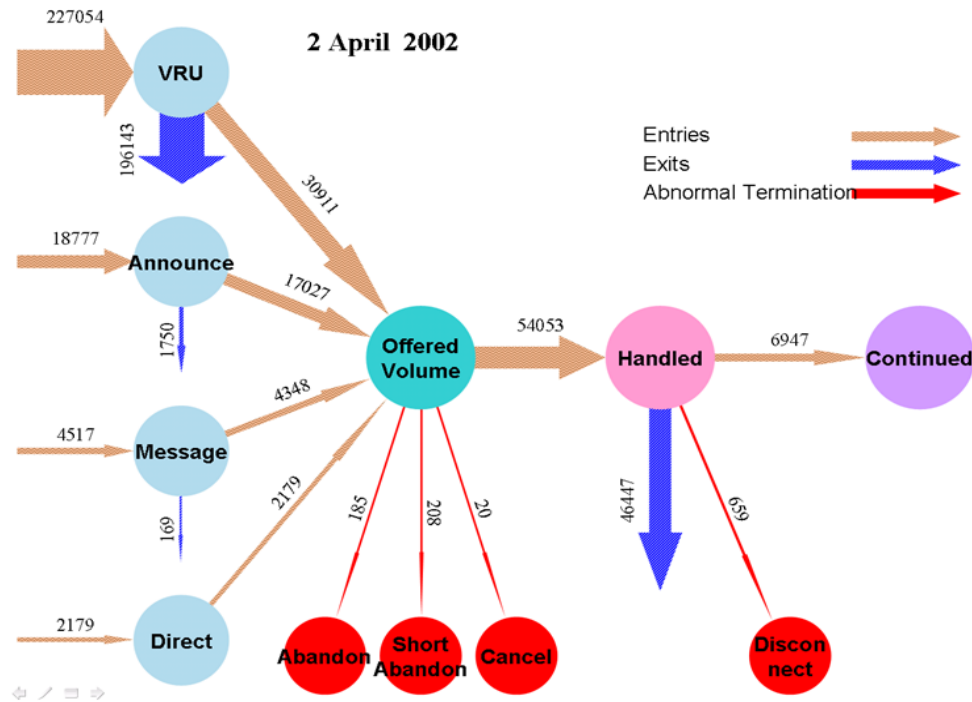 227054
2 April 2002
VRU
Entries
Exits
Abnormal Termination
196143
30911
18777
Announce
17027
1750
Offered
Volume
54053
Handled
6947
Continued
4348
4517
Message
2179
169
185
208
20
46447
659
2179
Direct
Abandon
Short
Abandon
Cancel
Discon
nect